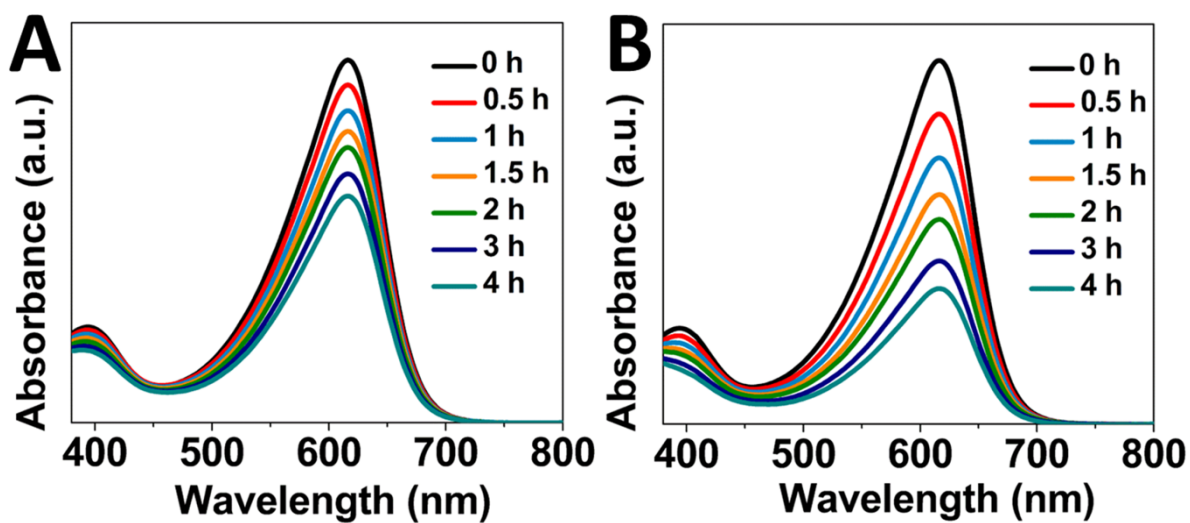 A
Absorbance (a.u.)
0 h
0.5 h
1 h
1.5 h
2 h
3 h
4 h
400 500 600 700 800
Wavelength (nm)
B
Absorbance (a.u.)
0 h
0.5 h
1 h
1.5 h
2 h
3 h
4 h
400 500 600 700 800
Wavelength (nm)